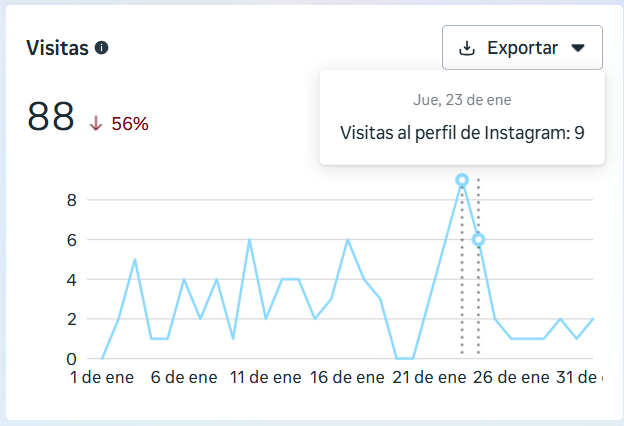 Visitas
Exportar
88 56%
Jue, 23 de ene
Visitas al perfil de Instagram: 9
8
6
4
2
0
1 de ene 6 de ene 11 de ene 16 de ene 21 de ene 26 de ene 31 de